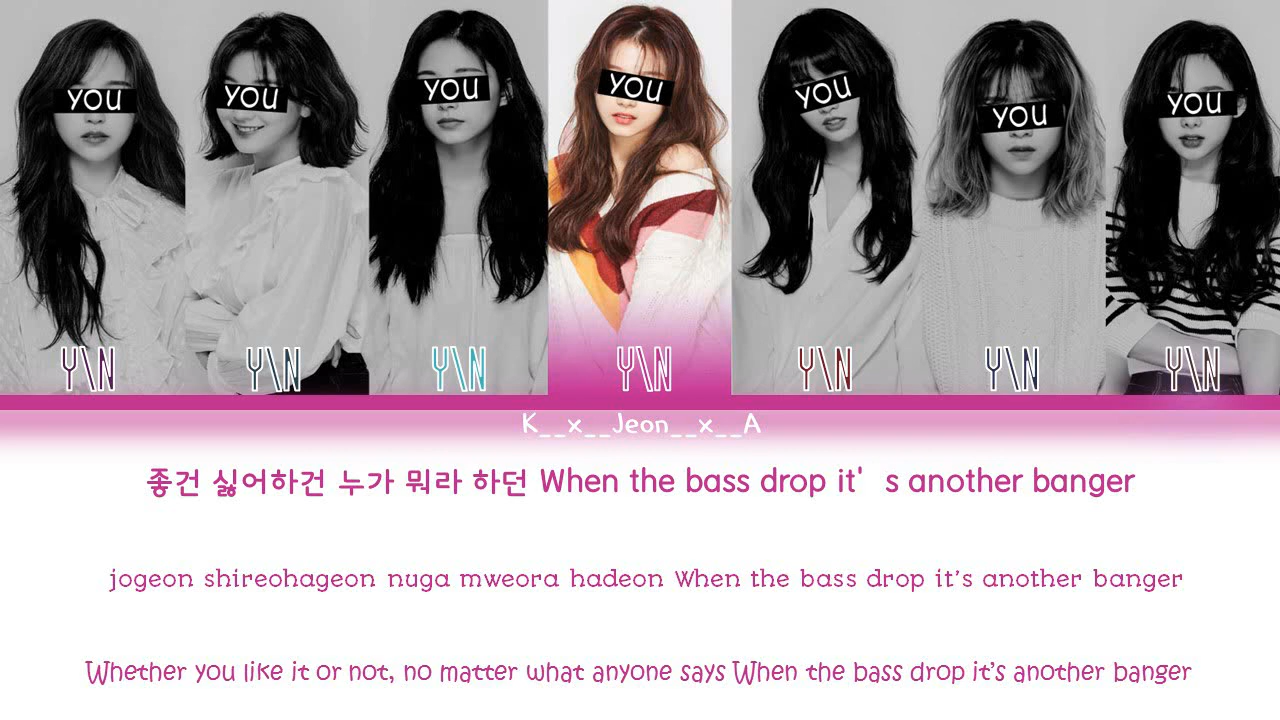 YOU YOU YOU YOU YOU YOU YOU
Y\N Y\N Y\N Y\N Y\N Y\N Y\N
K__x__Jeon__x__A
좋건 싫어하건 누가 뭐라 하던 When the bass drop it's another banger
jogeon shireohageon nuga mweora hadeon When the bass drop it's another banger
Whether you like it or not, no matter what anyone says When the bass drop it's another banger